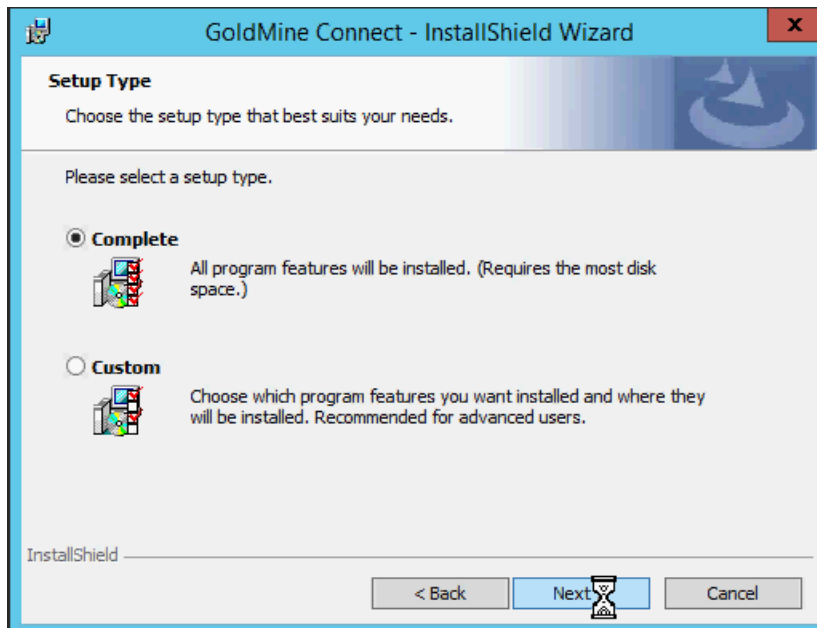 GoldMine Connect - InstallShield Wizard
x
Setup Type
Choose the setup type that best suits your needs.
Please select a setup type.
Complete
All program features will be installed. (Requires the most disk
space.)
Custom
Choose which program features you want installed and where they
will be installed. Recommended for advanced users.
InstallShield
< Back
Next
Cancel